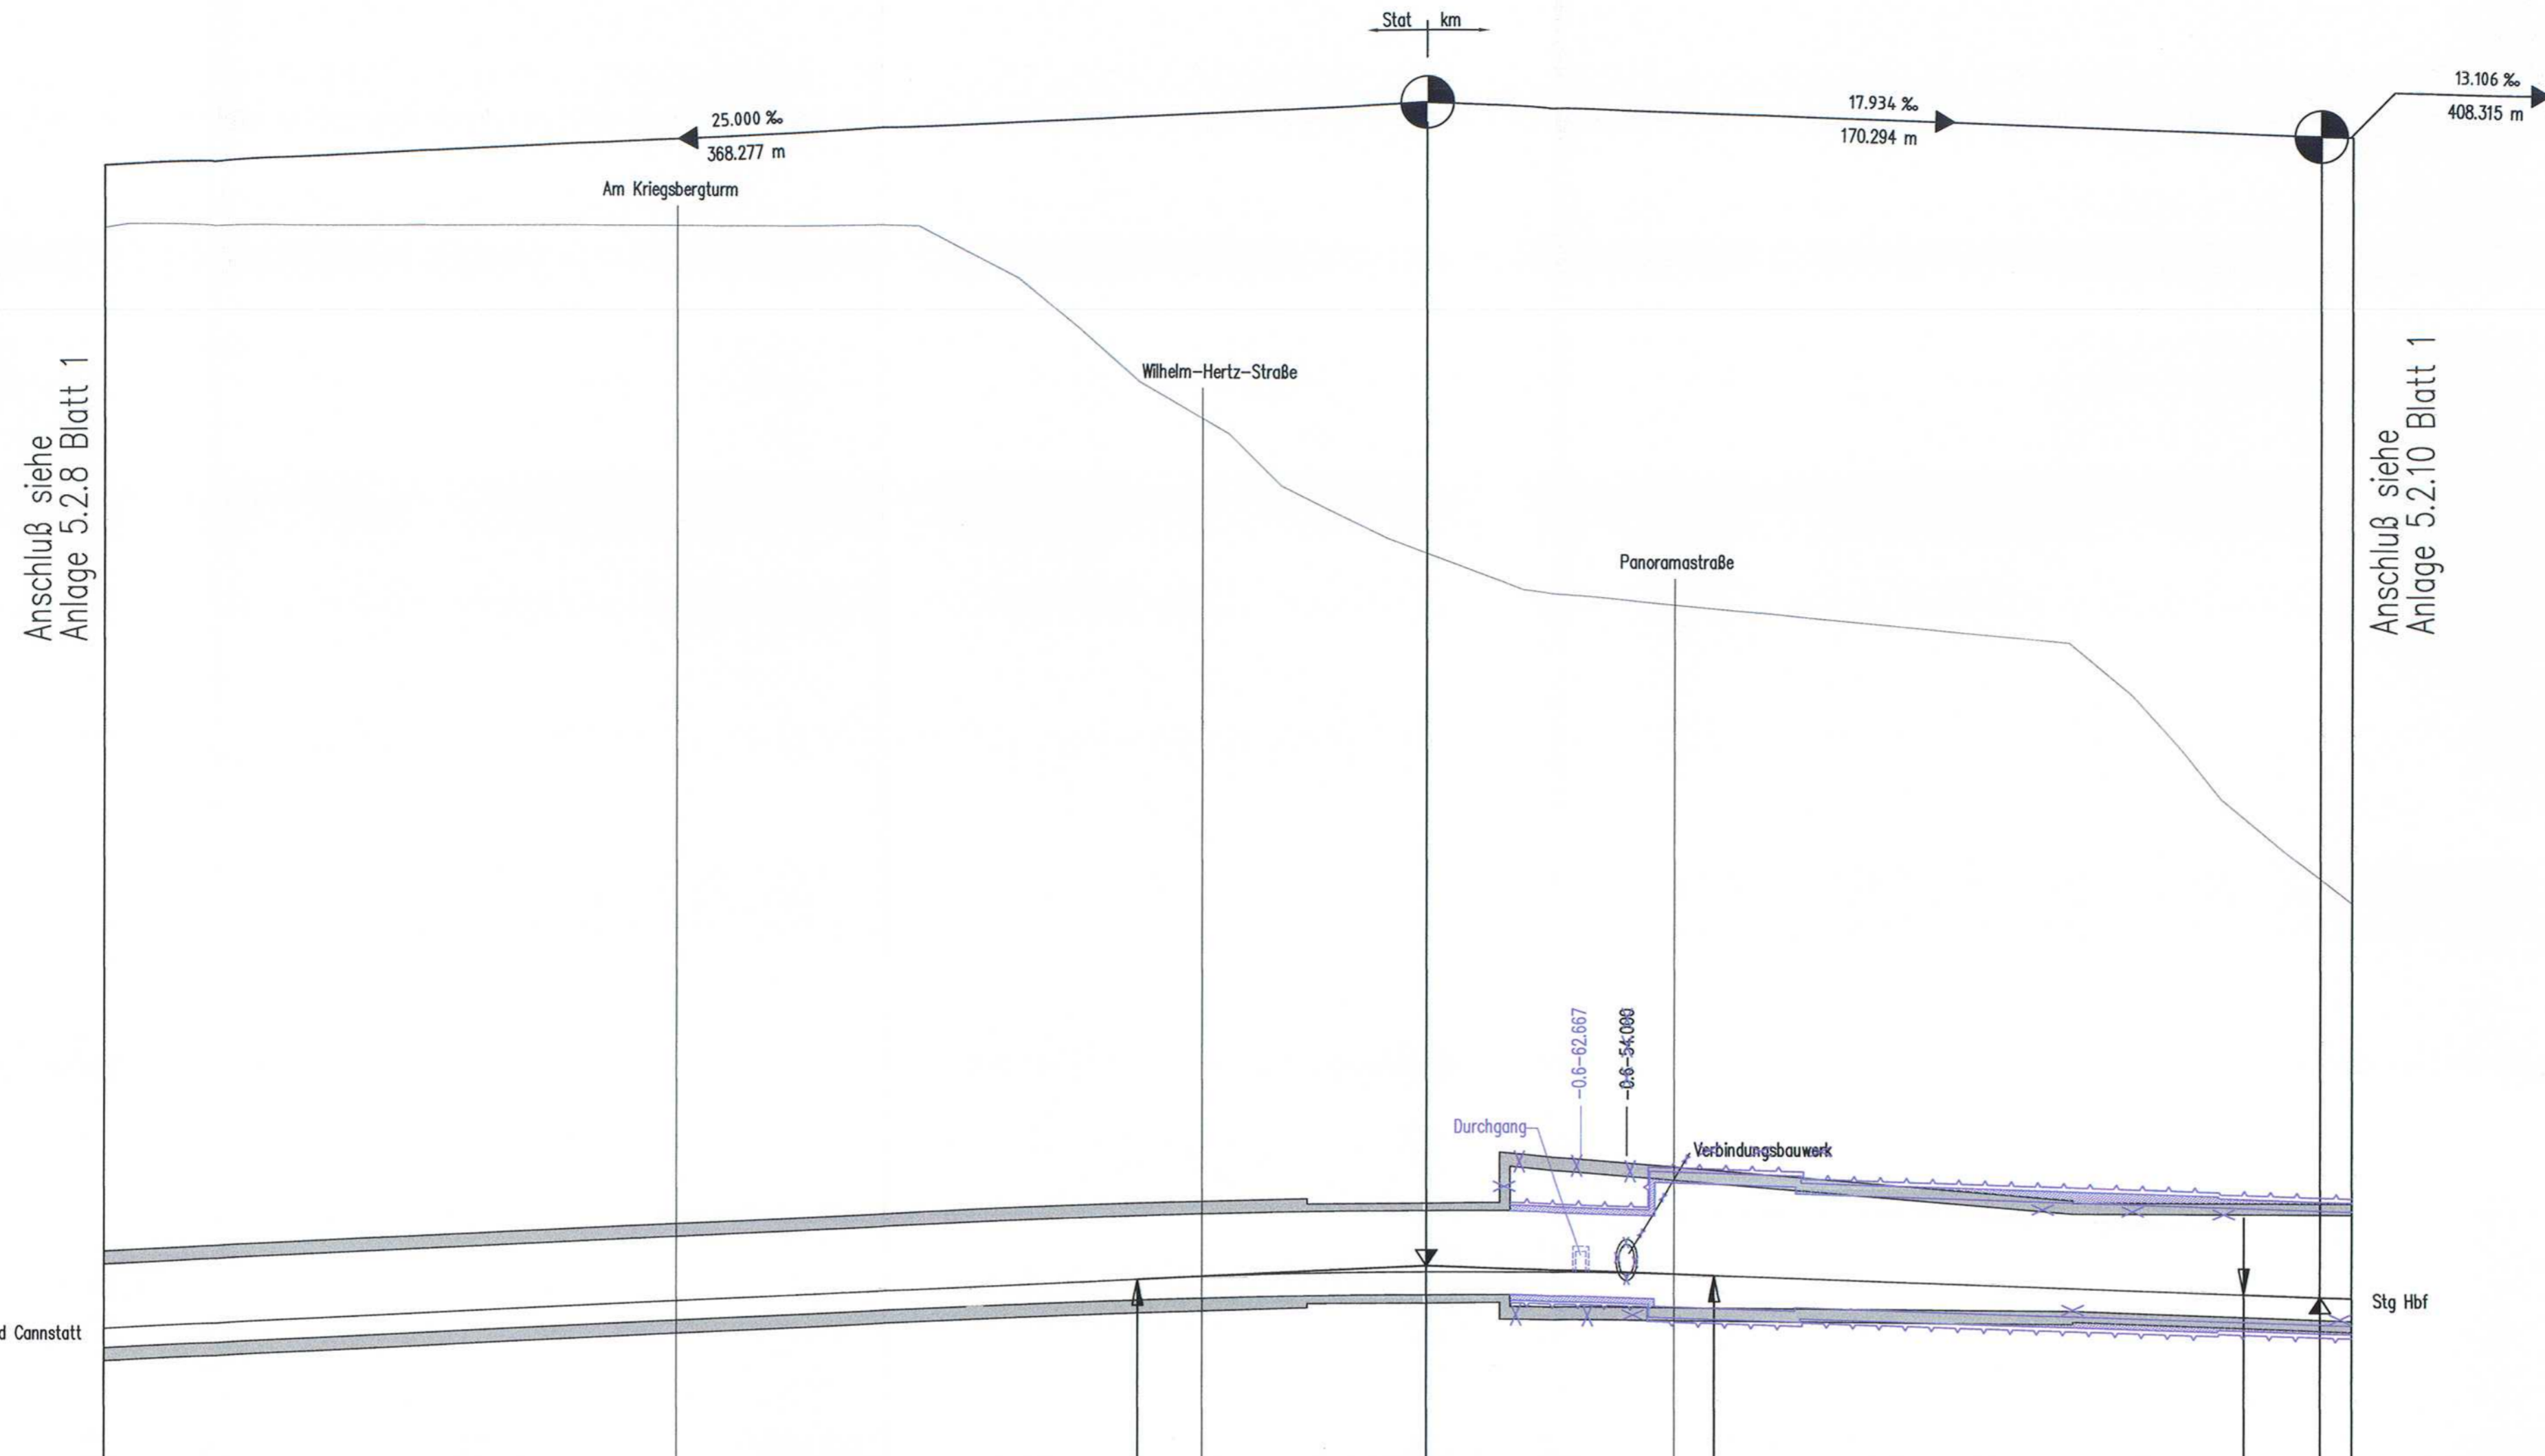 Stat km
13.106 ‰
408.315 m
25.000 ‰
368.277 m
17.934 ‰
170.294 m
Am Kriegsbergturm
Wilhelm-Hertz-Straße
Panoramastraße
Anschluß siehe
Anlage 5.2.8 Blatt 1
Anschluß siehe
Anlage 5.2.10 Blatt 1
-0.6-62.667
-0.6-54.000
Durchgang
Verbindungsbauwerk
d Cannstatt
Stg Hbf